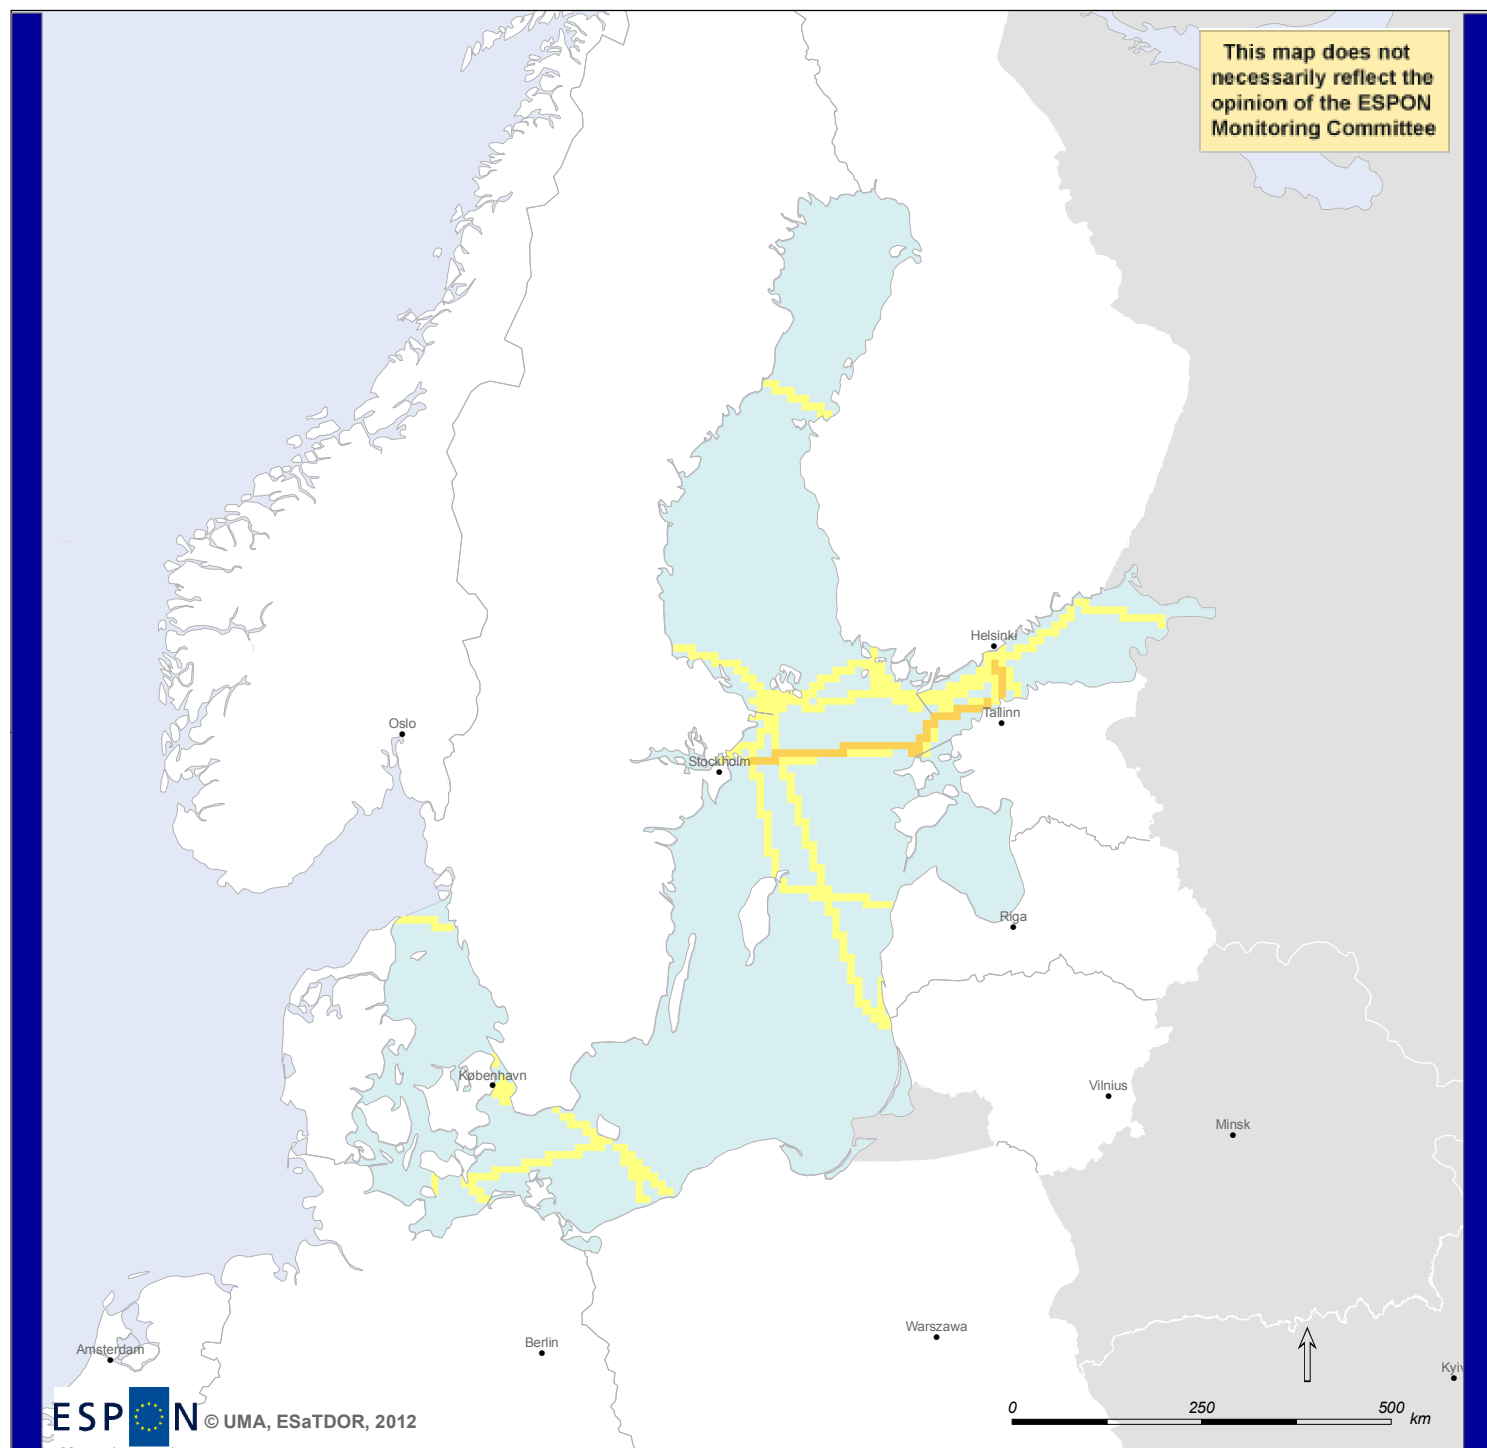 This map does not
necessarily reflect the
opinion of the ESPON
Monitoring Committee
Helsinki
Tallinn
Oslo
Stockholm
Riga
København
Vilnius
Minsk
Warszawa
Berlin
Amsterdam
Kyiv
0 250 500 km
ESPON © UMA, ESaTDOR, 2012